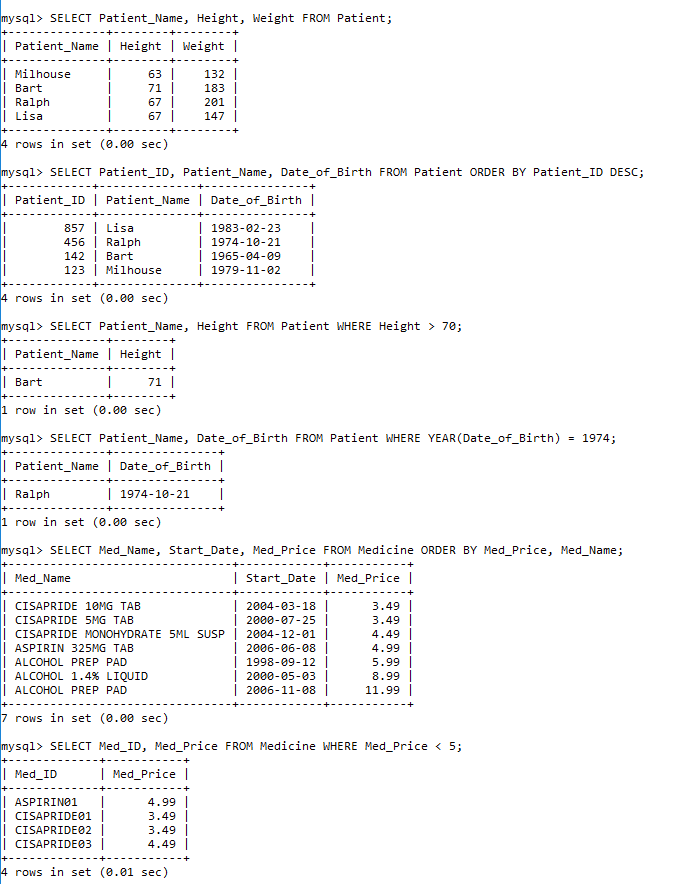 mysql> SELECT Patient_Name, Height, Weight FROM Patient;
+--------------+--------+--------+
| Patient_Name | Height | Weight |
+--------------+--------+--------+
| Milhouse     |     63 |    132 |
| Bart         |     71 |    183 |
| Ralph        |     67 |    201 |
| Lisa         |     67 |    147 |
+--------------+--------+--------+
4 rows in set (0.00 sec)

mysql> SELECT Patient_ID, Patient_Name, Date_of_Birth FROM Patient ORDER BY Patient_ID DESC;
+------------+--------------+---------------+
| Patient_ID | Patient_Name | Date_of_Birth |
+------------+--------------+---------------+
|        857 | Lisa         | 1983-02-23    |
|        456 | Ralph        | 1974-10-21    |
|        142 | Bart         | 1965-04-09    |
|        123 | Milhouse     | 1979-11-02    |
+------------+--------------+---------------+
4 rows in set (0.00 sec)

mysql> SELECT Patient_Name, Height FROM Patient WHERE Height > 70;
+--------------+--------+
| Patient_Name | Height |
+--------------+--------+
| Bart         |     71 |
+--------------+--------+
1 row in set (0.00 sec)

mysql> SELECT Patient_Name, Date_of_Birth FROM Patient WHERE YEAR(Date_of_Birth) = 1974;
+--------------+---------------+
| Patient_Name | Date_of_Birth |
+--------------+---------------+
| Ralph        | 1974-10-21    |
+--------------+---------------+
1 row in set (0.00 sec)

mysql> SELECT Med_Name, Start_Date, Med_Price FROM Medicine ORDER BY Med_Price, Med_Name;
+--------------------------------+------------+-----------+
| Med_Name                       | Start_Date | Med_Price |
+--------------------------------+------------+-----------+
| CISAPRIDE 10MG TAB             | 2004-03-18 |      3.49 |
| CISAPRIDE 5MG TAB              | 2000-07-25 |      3.49 |
| CISAPRIDE MONOHYDRATE 5ML SUSP | 2004-12-01 |      4.49 |
| ASPIRIN 325MG TAB              | 2006-06-08 |      4.99 |
| ALCOHOL PREP PAD               | 1998-09-12 |      5.99 |
| ALCOHOL 1.4% LIQUID            | 2000-05-03 |      8.99 |
| ALCOHOL PREP PAD               | 2006-11-08 |     11.99 |
+--------------------------------+------------+-----------+
7 rows in set (0.00 sec)

mysql> SELECT Med_ID, Med_Price FROM Medicine WHERE Med_Price < 5;
+-------------+-----------+
| Med_ID      | Med_Price |
+-------------+-----------+
| ASPIRIN01   |      4.99 |
| CISAPRIDE01 |      3.49 |
| CISAPRIDE02 |      3.49 |
| CISAPRIDE03 |      4.49 |
+-------------+-----------+
4 rows in set (0.01 sec)